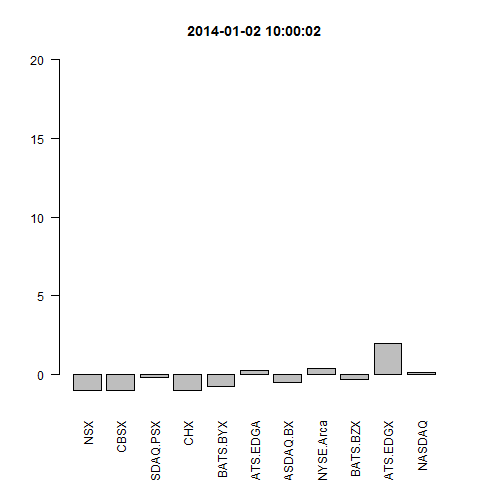 2014-01-02 10:00:02
20
15
10
5
0
NSX
CBSX
SDAQ.PSX
CHX
BATS.BYX
ATS.EDGA
ASDAQ.BX
NYSE.Arca
BATS.BZX
ATS.EDGX
NASDAQ